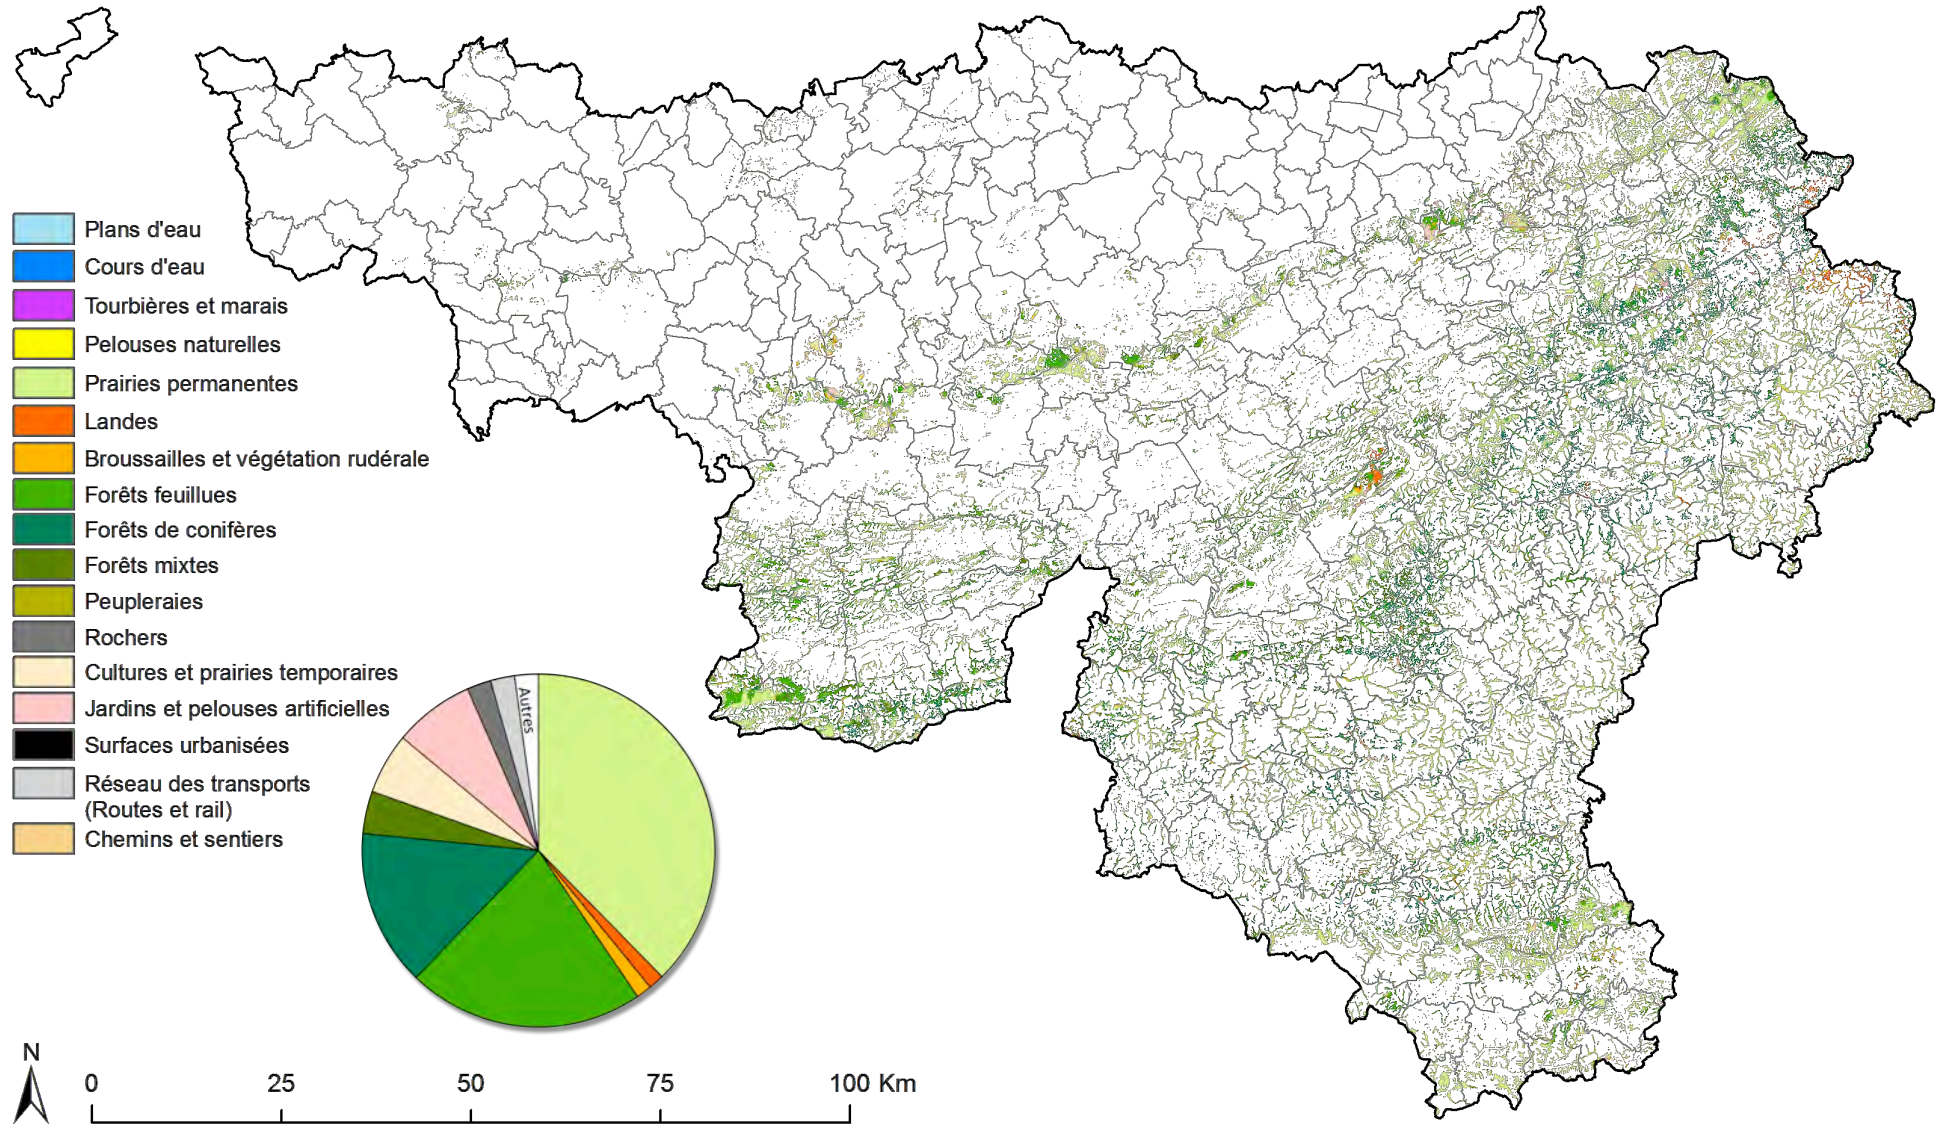 Plans d'eau
Cours d'eau
Tourbières et marais
Pelouses naturelles
Prairies permanentes
Landes
Broussailles et végétation rudérale
Forêts feuillues
Forêts de conifères
Forêts mixtes
Peupleraies
Rochers
Cultures et prairies temporaires
Jardins et pelouses artificielles
Surfaces urbanisées
Réseau des transports
(Routes et rail)
Chemins et sentiers
Autres
N
0 25 50 75 100 Km